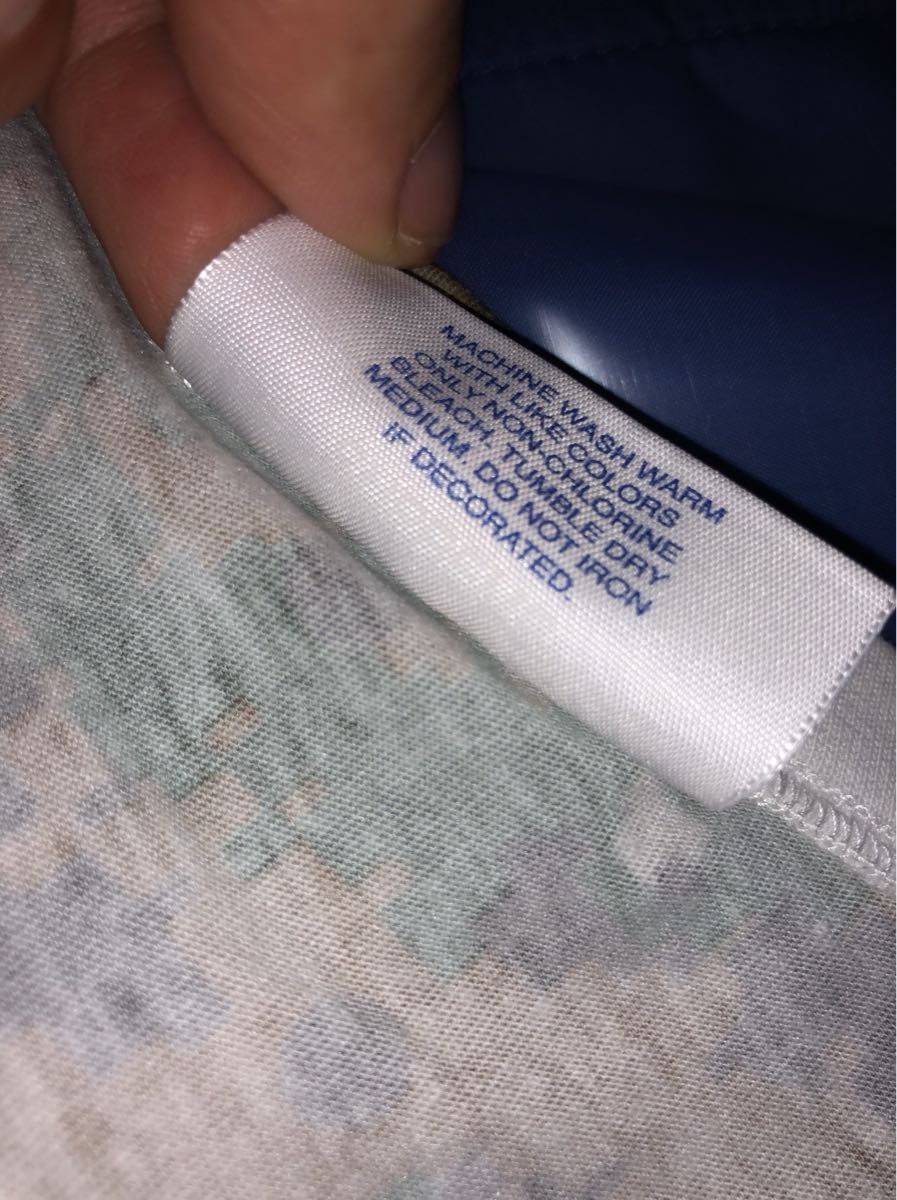 MACHINE WASH WARM
WITH LIKE COLORS
ONLY NON-CHLORINE
BLEACH. TUMBLE DRY
MEDIUM. DO NOT IRON
IF DECORATED.